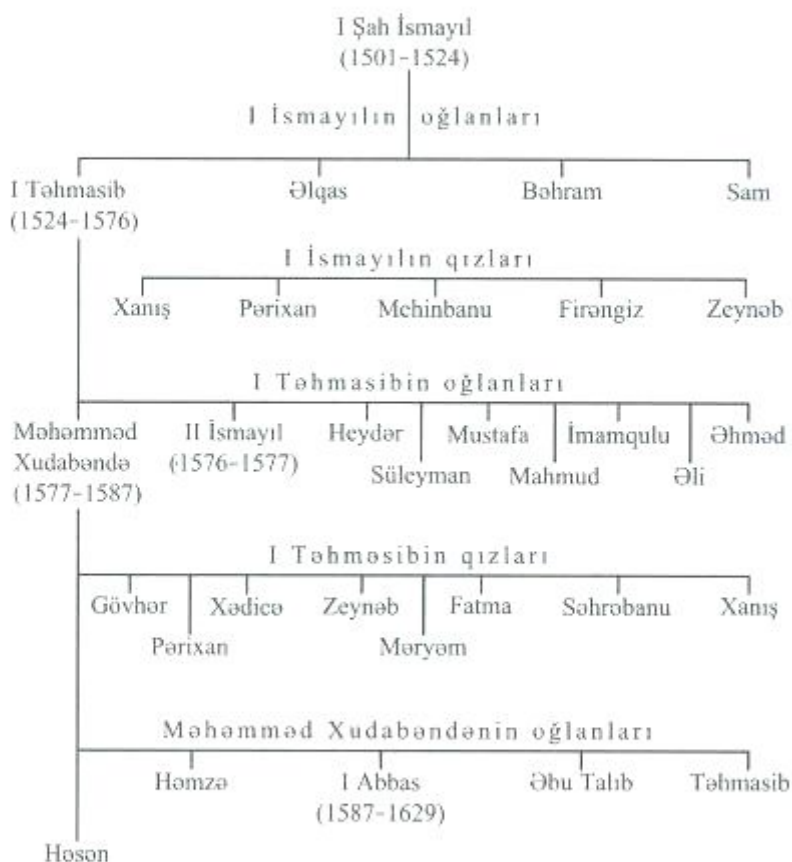 I Şah İsmayıl
(1501-1524)
I İsmayılın oğlanları
I Təhmasib
(1524-1576)
Əlqas
Bəhram
Sam
I İsmayılın qızları
Xanış
Pərixan
Mehinbanu
Firəngiz
Zeynəb
I Təhmasibin oğlanları
Məhəmməd
Xudabəndə
(1577-1587)
II İsmayıl
(1576-1577)
Heydər
Süleyman
Mustafa
Mahmud
İmamqulu
Əli
Əhməd
I Təhməsibin qızları
Gövhər
Pərixan
Xədicə
Zeynəb
Məryəm
Fatma
Səhrəbanu
Xanış
Məhəmməd Xudabəndənin oğlanları
Həmzə
I Abbas
(1587-1629)
Əbu Talıb
Təhmasib
Həsən